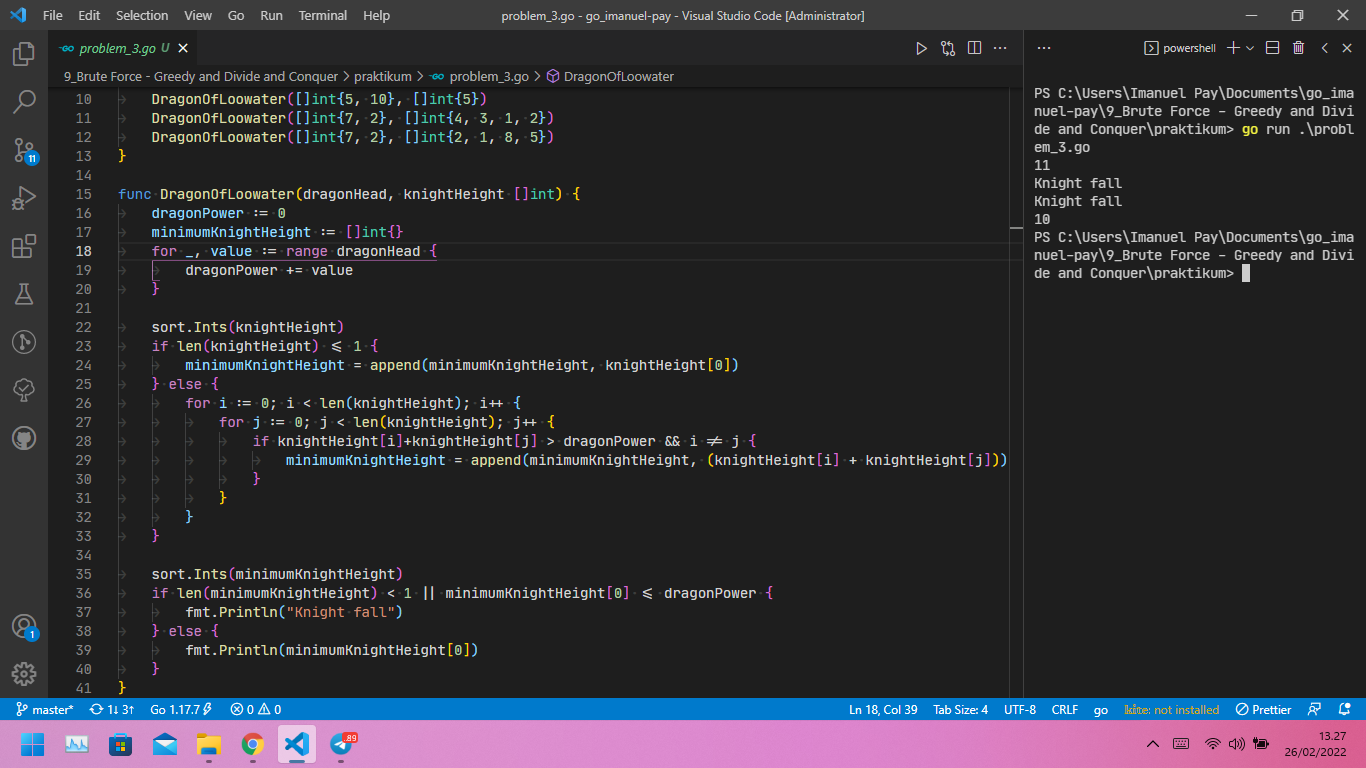 File Edit Selection View Go Run Terminal Help problem_3.go - go_imanuel-pay - Visual Studio Code [Administrator]
problem_3.go U
powershell
9_Brute Force - Greedy and Divide and Conquer > praktikum > problem_3.go > DragonOfLoowater
10 DragonOfLoowater([]int{5, 10}, []int{5})
11 DragonOfLoowater([]int{7, 2}, []int{4, 3, 1, 2})
12 DragonOfLoowater([]int{7, 2}, []int{2, 1, 8, 5})
13 }
14
15 func DragonOfLoowater(dragonHead, knightHeight []int) {
16 dragonPower := 0
17 minimumKnightHeight := []int{}
18 for _, value := range dragonHead {
19 dragonPower += value
20 }
21
22 sort.Ints(knightHeight)
23 if len(knightHeight) <= 1 {
24 minimumKnightHeight = append(minimumKnightHeight, knightHeight[0])
25 } else {
26 for i := 0; i < len(knightHeight); i++ {
27 for j := 0; j < len(knightHeight); j++ {
28 if knightHeight[i]+knightHeight[j] > dragonPower && i != j {
29 minimumKnightHeight = append(minimumKnightHeight, (knightHeight[i] + knightHeight[j]))
30 }
31 }
32 }
33 }
34
35 sort.Ints(minimumKnightHeight)
36 if len(minimumKnightHeight) < 1 || minimumKnightHeight[0] <= dragonPower {
37 fmt.Println("Knight fall")
38 } else {
39 fmt.Println(minimumKnightHeight[0])
40 }
41 }
PS C:\Users\Imanuel Pay\Documents\go_ima
nuel-pay\9_Brute Force - Greedy and Divi
de and Conquer\praktikum> go run .\probl
em_3.go
11
Knight fall
Knight fall
10
PS C:\Users\Imanuel Pay\Documents\go_ima
nuel-pay\9_Brute Force - Greedy and Divi
de and Conquer\praktikum>
11
1
master* 1↓ 3↑ Go 1.17.7 0 0 Ln 18, Col 39 Tab Size: 4 UTF-8 CRLF go kite: not installed Prettier
89
13.27
26/02/2022